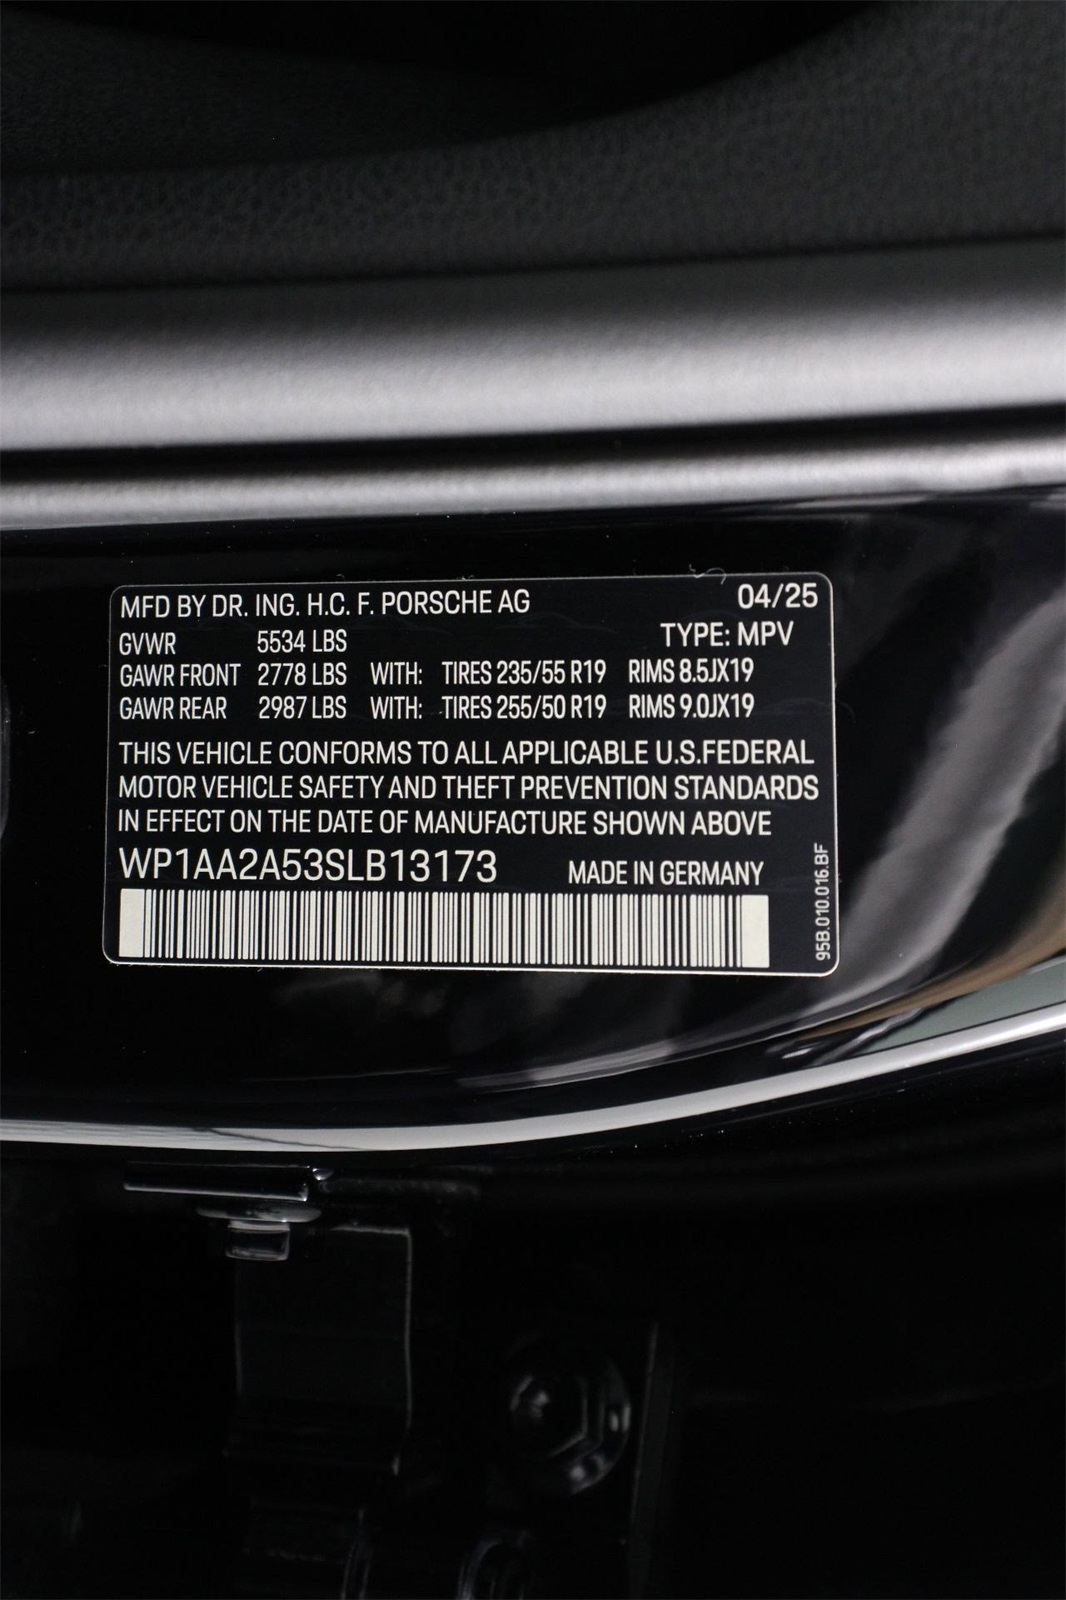 MFD BY DR. ING. H.C. F. PORSCHE AG 04/25
GVWR 5534 LBS TYPE: MPV
GAWR FRONT 2778 LBS WITH: TIRES 235/55 R19 RIMS 8.5JX19
GAWR REAR 2987 LBS WITH: TIRES 255/50 R19 RIMS 9.0JX19
THIS VEHICLE CONFORMS TO ALL APPLICABLE U.S.FEDERAL
MOTOR VEHICLE SAFETY AND THEFT PREVENTION STANDARDS
IN EFFECT ON THE DATE OF MANUFACTURE SHOWN ABOVE
WP1AA2A53SLB13173 MADE IN GERMANY
95B.010.016.BF